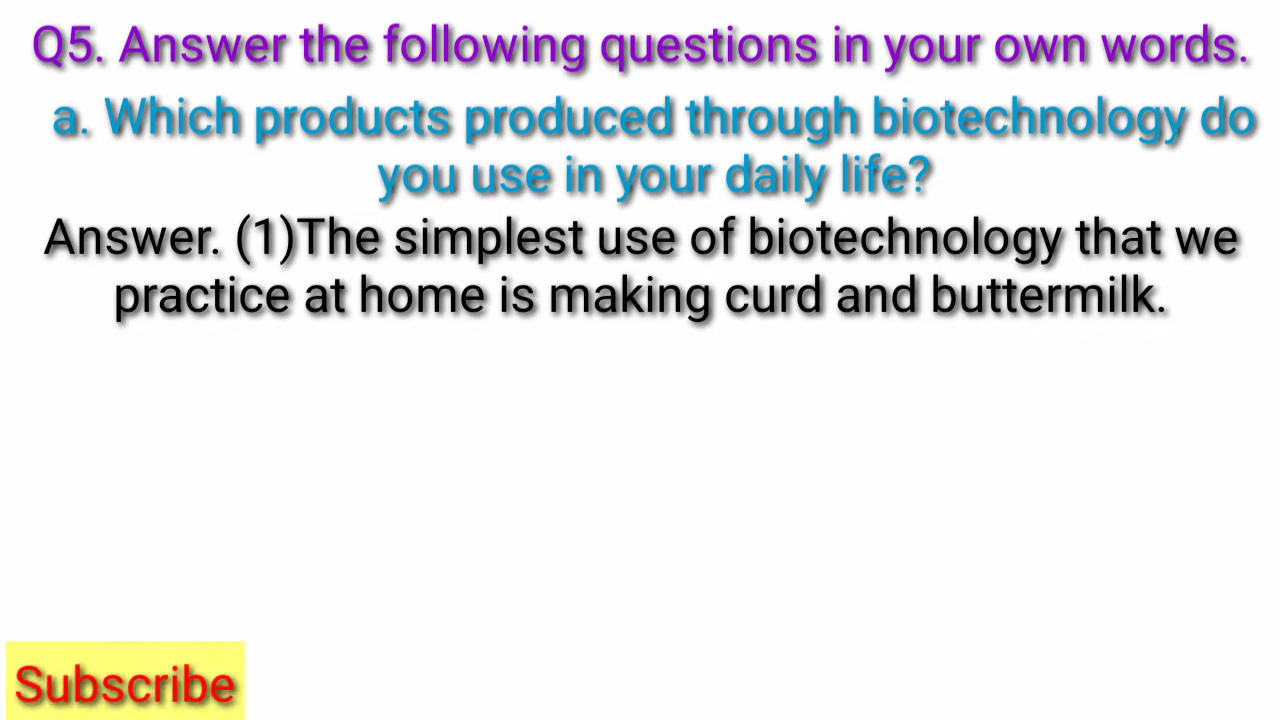 Q5. Answer the following questions in your own words.
a. Which products produced through biotechnology do
you use in your daily life?
Answer. (1)The simplest use of biotechnology that we
practice at home is making curd and buttermilk.
Subscribe